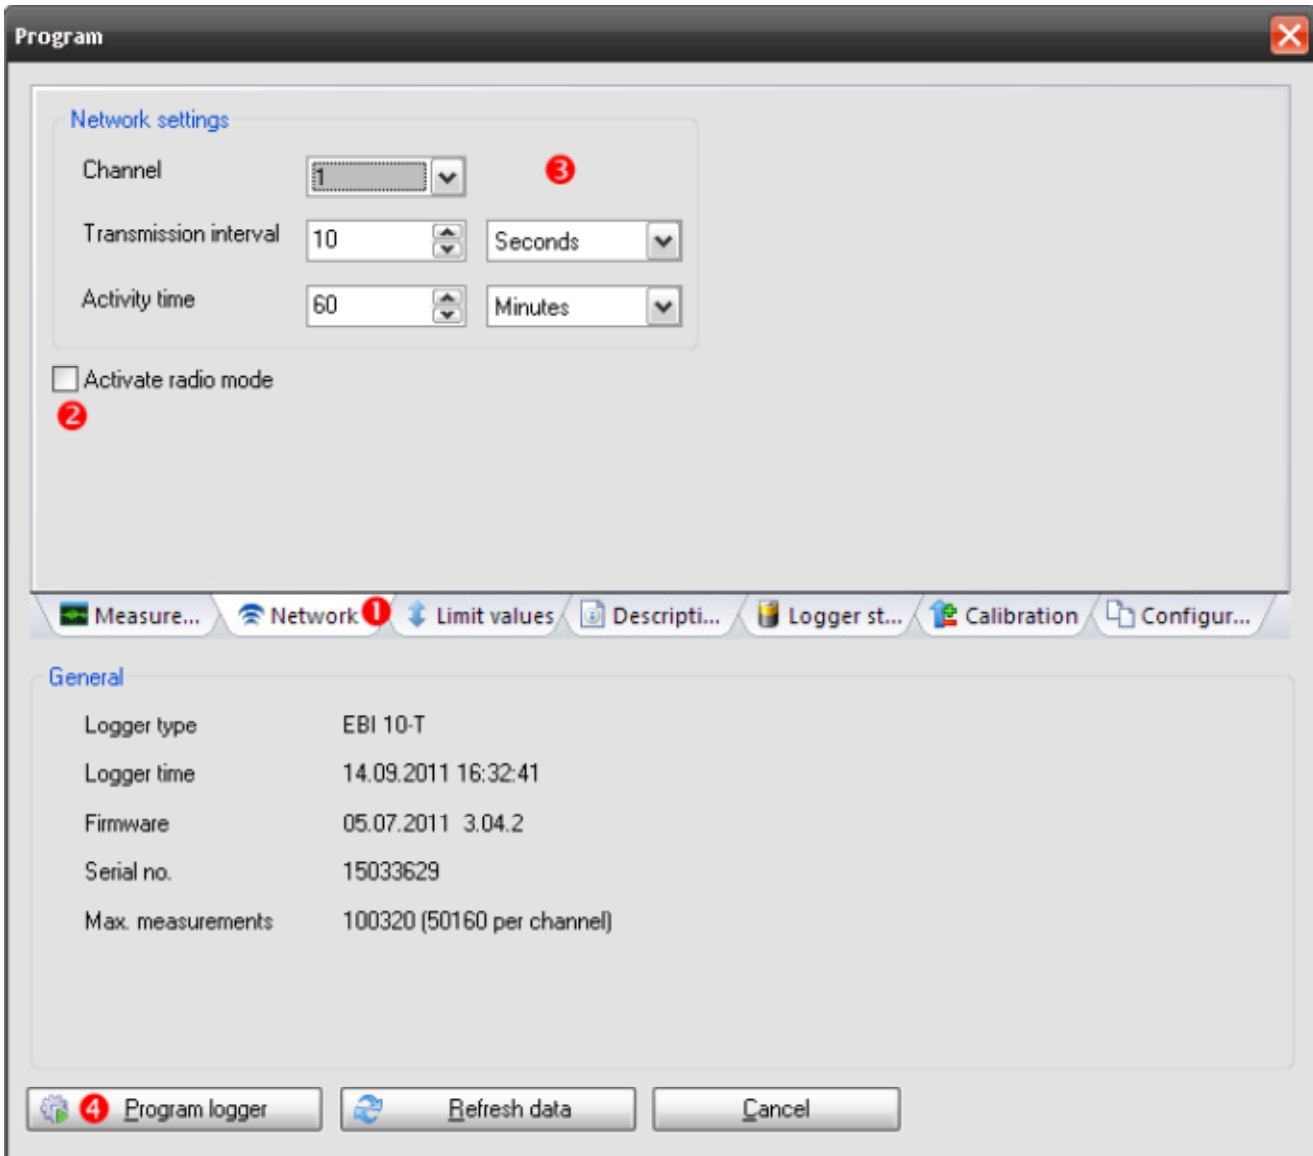 Program
Network settings
Channel 1 3
Transmission interval 10 Seconds
Activity time 60 Minutes
Activate radio mode
2
Measure... Network 1 Limit values Descripti... Logger st... Calibration Configur...
General
Logger type EBI 10-T
Logger time 14.09.2011 16:32:41
Firmware 05.07.2011 3.04.2
Serial no. 15033629
Max. measurements 100320 (50160 per channel)
4 Program logger Refresh data Cancel